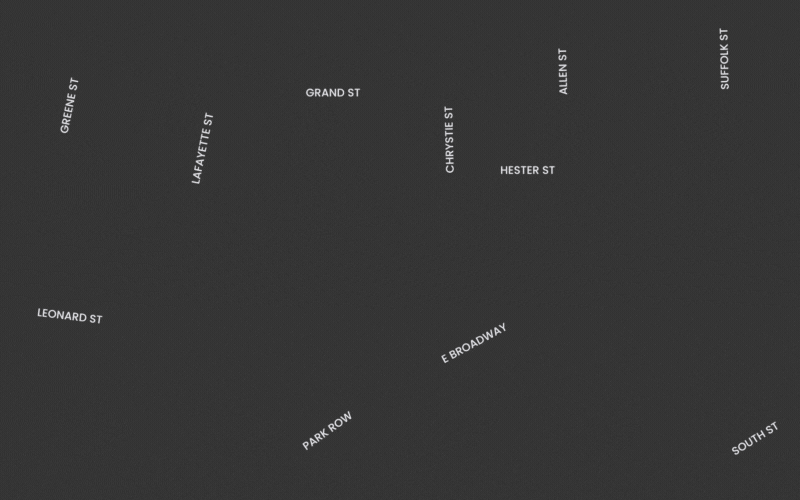 SUFFOLK ST
ALLEN ST
GREENE ST
GRAND ST
LAFAYETTE ST
CHRYSTIE ST
HESTER ST
LEONARD ST
E BROADWAY
PARK ROW
SOUTH ST